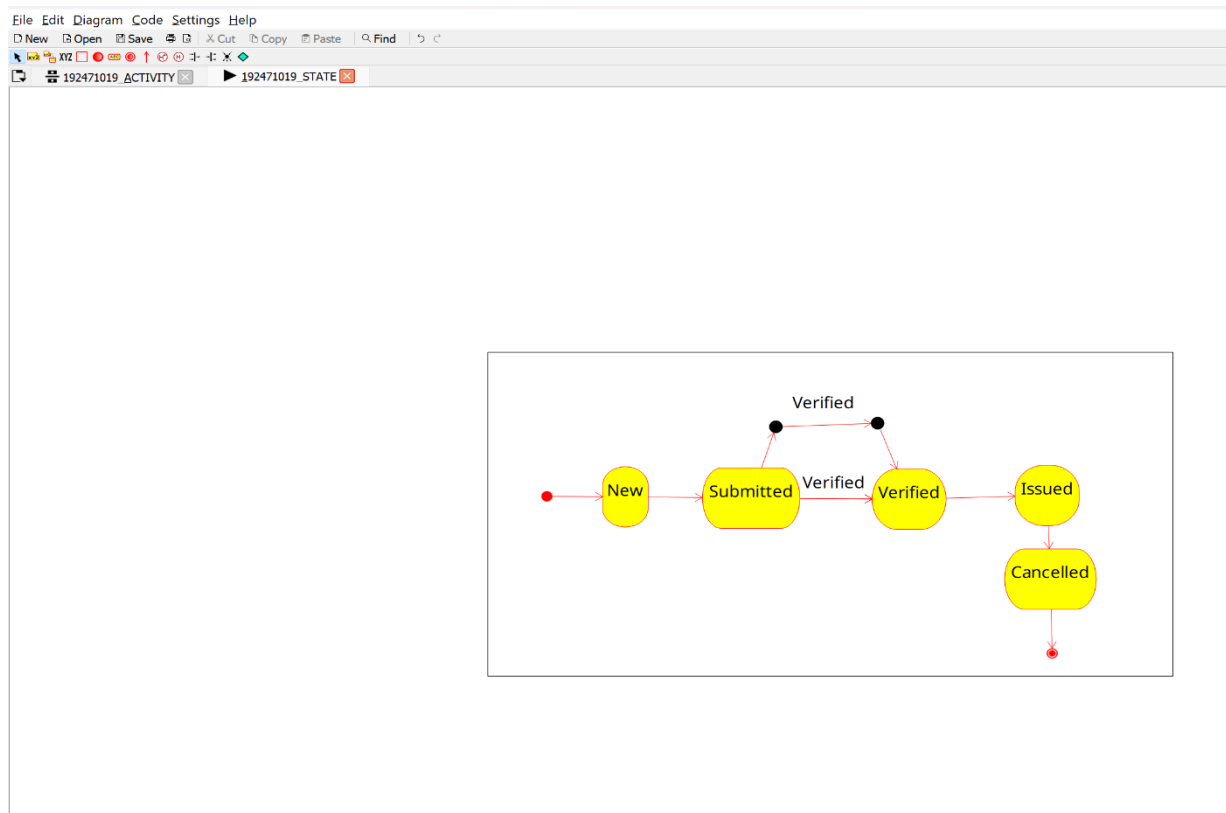 File Edit Diagram Code Settings Help
New Open Save Cut Copy Paste Find
XYZ
192471019_ACTIVITY 192471019_STATE
Verified
New Submitted Verified Verified Issued
Cancelled